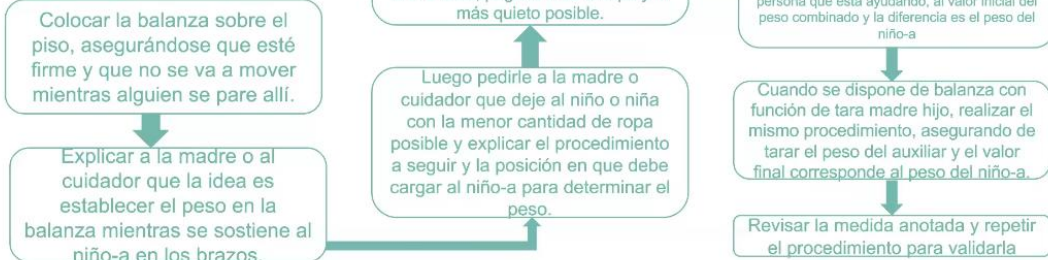 Colocar la balanza sobre el
piso, asegurándose que esté
firme y que no se va a mover
mientras alguien se pare allí.
Explicar a la madre o al
cuidador que la idea es
establecer el peso en la
balanza mientras se sostiene al
niño-a en los brazos.
más quieto posible.
Luego pedirle a la madre o
cuidador que deje al niño o niña
con la menor cantidad de ropa
posible y explicar el procedimiento
a seguir y la posición en que debe
cargar al niño-a para determinar el
peso.
persona que está ayudando, al valor inicial del
peso combinado y la diferencia es el peso del
niño-a
Cuando se dispone de balanza con
función de tara madre hijo, realizar el
mismo procedimiento, asegurando de
tarar el peso del auxiliar y el valor
final corresponde al peso del niño-a.
Revisar la medida anotada y repetir
el procedimiento para validarla